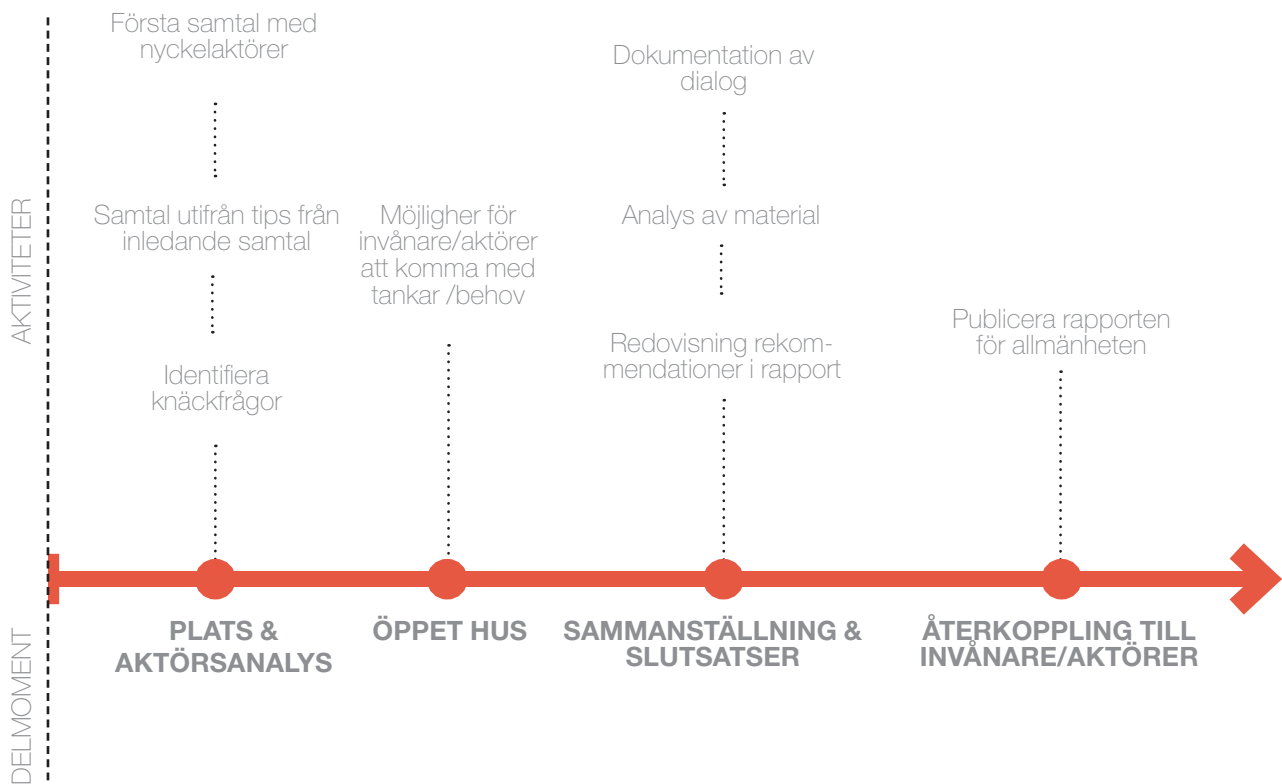 Första samtal med
nyckelaktörer
Dokumentation av
dialog
AKTIVITETER
Samtal utifrån tips från
inledande samtal
Möjligher för
invånare/aktörer
att komma med
tankar /behov
Analys av material
Identifiera
knäckfrågor
Redovisning rekom-
mendationer i rapport
Publicera rapporten
för allmänheten
DELMOMENT
PLATS &
AKTÖRSANALYS
ÖPPET HUS
SAMMANSTÄLLNING &
SLUTSATSER
ÅTERKOPPLING TILL
INVÅNARE/AKTÖRER